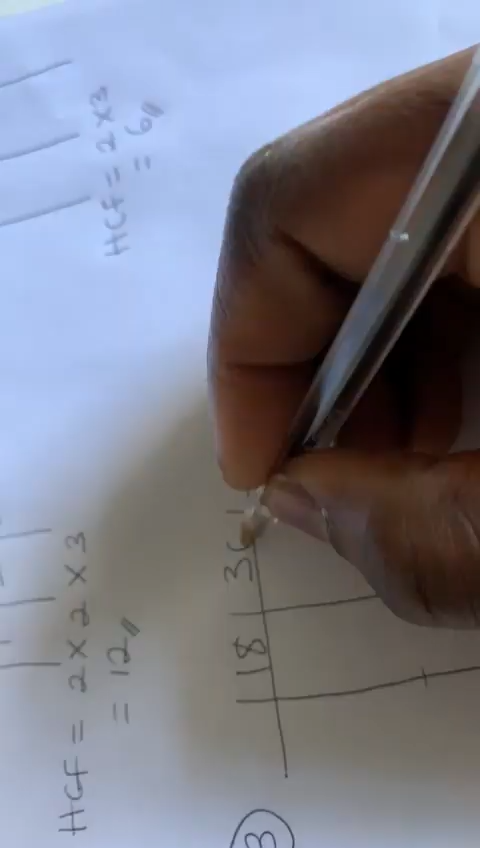 HCF = 2 x 2 x 3
= 12
HCF = 2 x 3
= 6
3
18 36